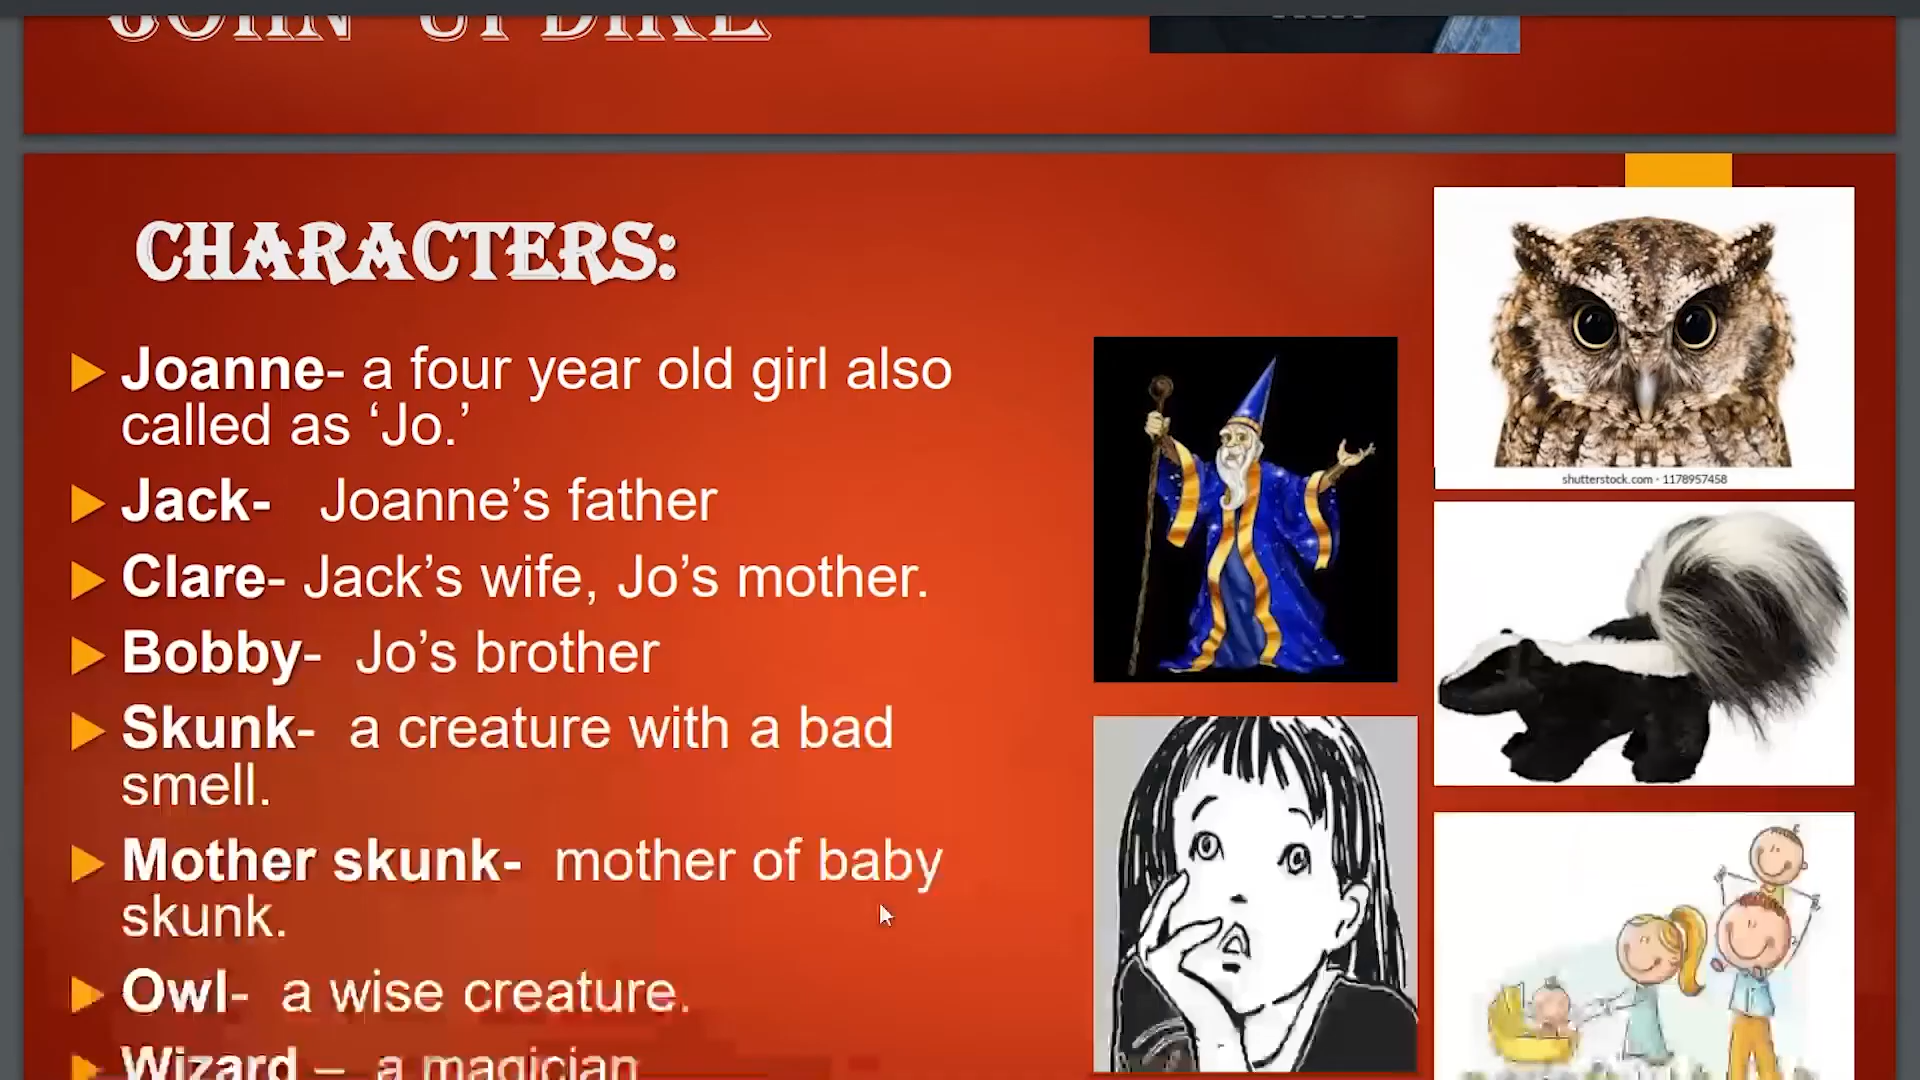 JOHN UPDIKE
CHARACTERS:
Joanne- a four year old girl also
called as ‘Jo.’
Jack- Joanne’s father
Clare- Jack’s wife, Jo’s mother.
Bobby- Jo’s brother
Skunk- a creature with a bad
smell.
Mother skunk- mother of baby
skunk.
Owl- a wise creature.
Wizard – a magician
shutterstock.com · 1178957458